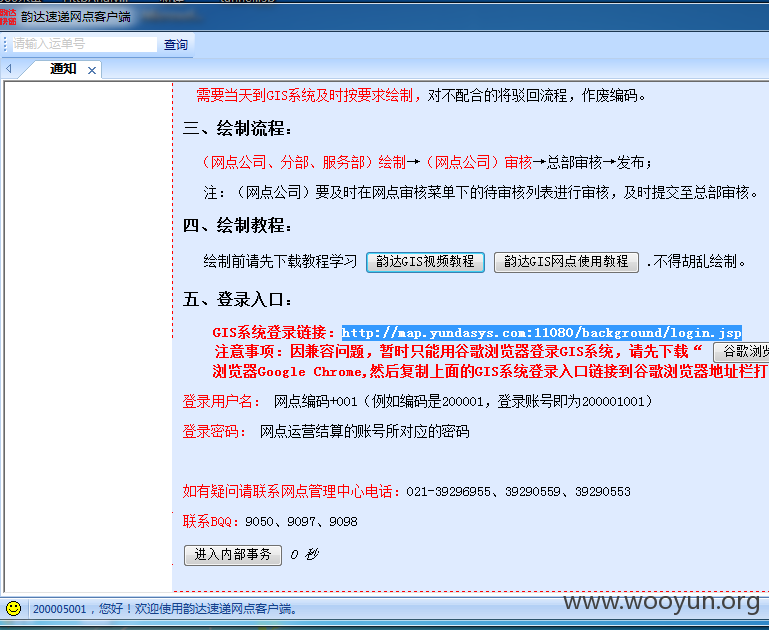 韵达速递网点客户端
请输入运单号 查询
通知
需要当天到GIS系统及时按要求绘制，对不配合的将驳回流程，作废编码。
三、绘制流程：
（网点公司、分部、服务部）绘制→（网点公司）审核→总部审核→发布；
注：（网点公司）要及时在网点审核菜单下的待审核列表进行审核，及时提交至总部审核。
四、绘制教程：
绘制前请先下载教程学习 韵达GIS视频教程 韵达GIS网点使用教程 .不得胡乱绘制。
五、登录入口：
GIS系统登录链接：http://map.yundasys.com:11080/background/login.jsp
注意事项：因兼容问题，暂时只能用谷歌浏览器登录GIS系统，请先下载“ 谷歌浏览
浏览器Google Chrome,然后复制上面的GIS系统登录入口链接到谷歌浏览器地址栏打
登录用户名： 网点编码+001（例如编码是200001，登录账号即为200001001）
登录密码： 网点运营结算的账号所对应的密码
如有疑问请联系网点管理中心电话：021-39296955、39290559、39290553
联系BQQ：9050、9097、9098
进入内部事务 0 秒
200005001，您好！欢迎使用韵达速递网点客户端。
www.wooyun.org